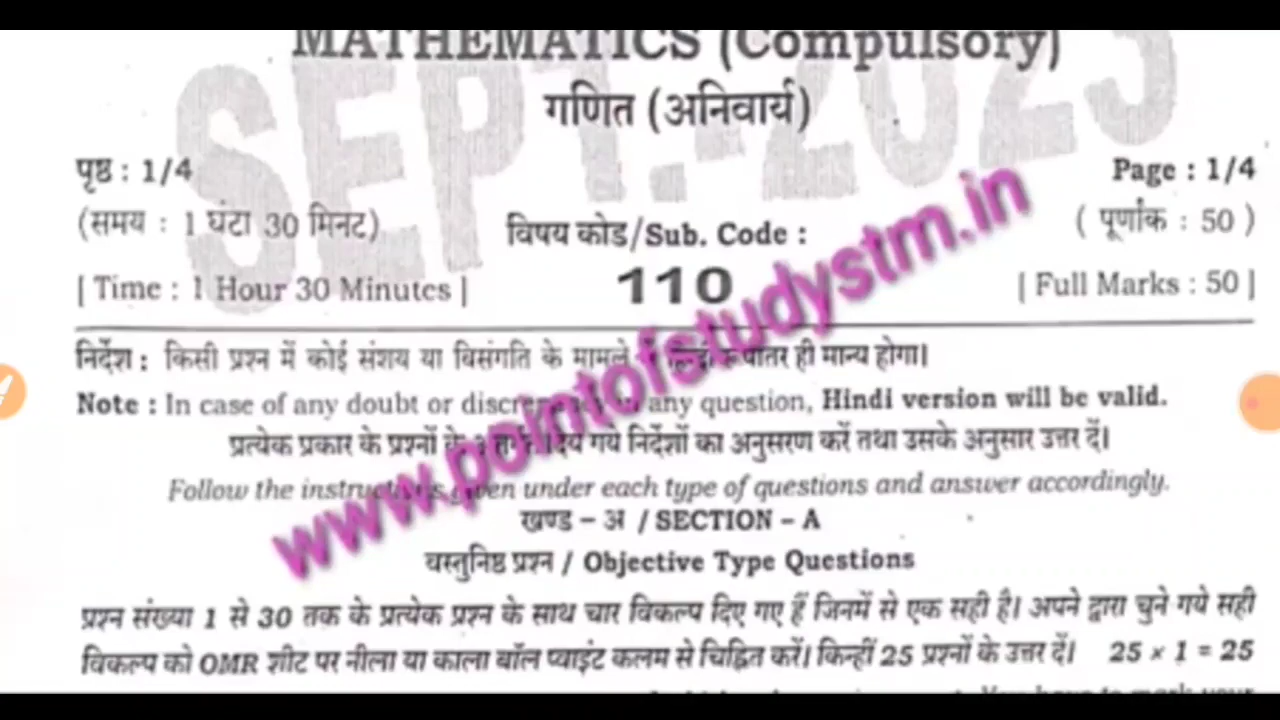 MATHEMATICS (Compulsory)
गणित (अनिवार्य)
SEPT.-2023
पृष्ठ : 1/4
Page : 1/4
(समय : 1 घंटा 30 मिनट)
विषय कोड/Sub. Code :
( पूर्णांक : 50 )
[ Time : 1 Hour 30 Minutes ]
110
[ Full Marks : 50 ]
निर्देश : किसी प्रश्न में कोई संशय या विसंगति के मामले ही मान्य होगा।
Note : In case of any doubt or any question, Hindi version will be valid.
प्रत्येक प्रकार के प्रश्नों के दिये गये निर्देशों का अनुसरण करें तथा उसके अनुसार उत्तर दें।
Follow the instructions given under each type of questions and answer accordingly.
www.pointofstudystm.in
खण्ड – अ / SECTION – A
वस्तुनिष्ठ प्रश्न / Objective Type Questions
प्रश्न संख्या 1 से 30 तक के प्रत्येक प्रश्न के साथ चार विकल्प दिए गए हैं जिनमें से एक सही है। अपने द्वारा चुने गये सही
विकल्प को OMR शीट पर नीला या काला बॉल प्वाइंट कलम से चिह्नित करें। किन्हीं 25 प्रश्नों के उत्तर दें। 25 × 1 = 25